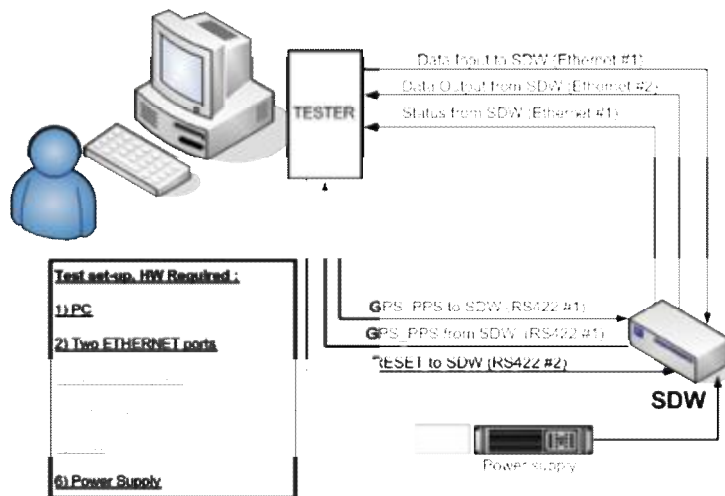 Data Input to SDW (Ethernet #1)
Data Output from SDW (Ethernet #2)
Status from SDW (Ethernet #1)
TESTER
Test set-up, HW Required :
1) PC
2) Two ETHERNET ports
6) Power Supply
GPS_PPS to SDW (RS422 #1)
GPS_PPS from SDW (RS422 #1)
RESET to SDW (RS422 #2)
SDW
Power supply